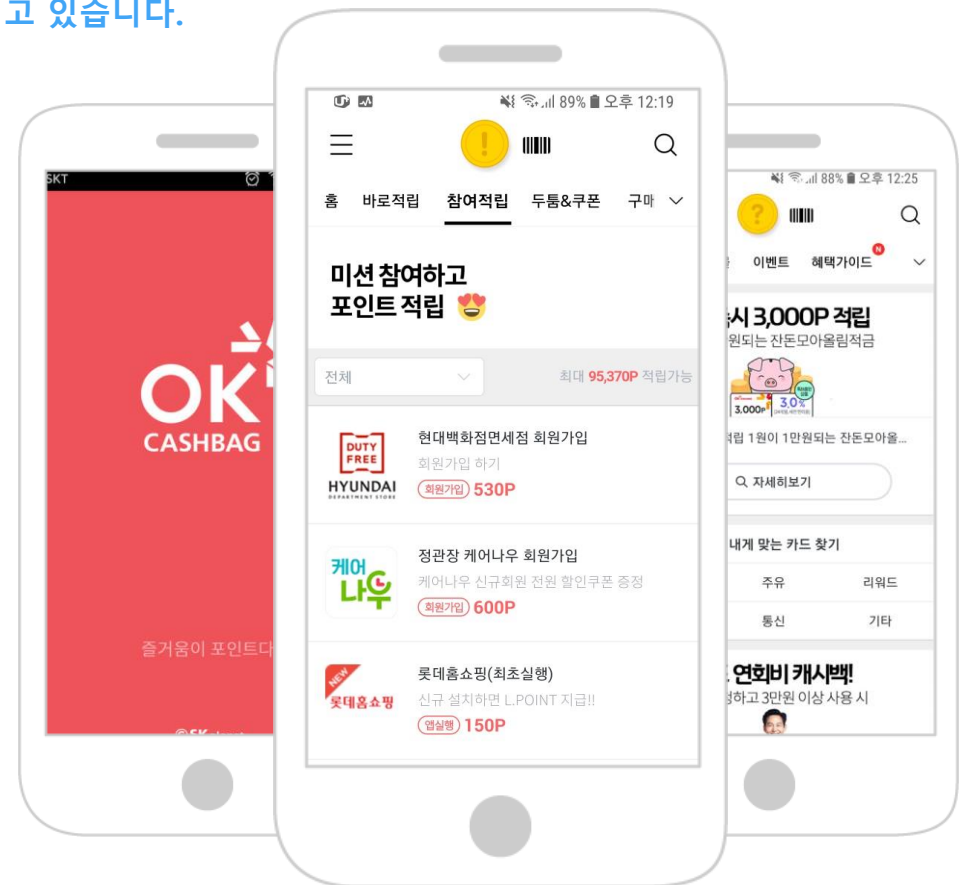 고 있습니다.
SKT
OK
CASHBAG
즐거움이 포인트다
89% 오후 12:19
홈 바로적립 참여적립 두툼&쿠폰 구매
미션 참여하고
포인트 적립
전체
최대 95,370P 적립가능
DUTY
FREE
HYUNDAI
DEPARTMENT STORE
현대백화점면세점 회원가입
회원가입 하기
회원가입 530P
케어
나우
정관장 케어나우 회원가입
케어나우 신규회원 전원 할인쿠폰 증정
회원가입 600P
NEW
롯데홈쇼핑
롯데홈쇼핑(최초실행)
신규 설치하면 L.POINT 지급!!
앱실행 150P
88% 오후 12:25
이벤트 혜택가이드 N
시 3,000P 적립
원되는 잔돈모아올림적금
3,000P 3.0%
적립 1원이 1만원되는 잔돈모아올...
자세히보기
내게 맞는 카드 찾기
주유 리워드
통신 기타
연회비 캐시백!
하고 3만원 이상 사용 시